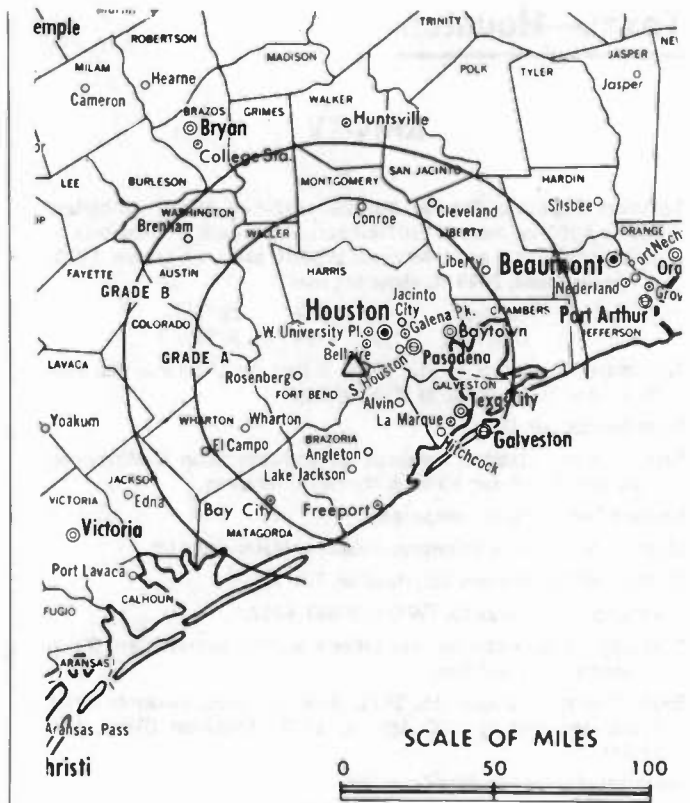 emple
ROBERTSON
TRINITY
JASPER
NE
MADISON
MILAM
Hearne
POLK
TYLER
Jasper
Cameron
WALKER
BRAZOS
GRIMES
Huntsville
Bryan
College Sta.
SAN JACINTO
HARDIN
LEE
BURLESON
MONTGOMERY
Silsbee
WASHINGTON
Conroe
Cleveland
ORANGE
Brenham
WALLER
LIBERTY
Port Nech
FAYETTE
AUSTIN
HARRIS
Liberty
Beaumont
Ora
Nederland
Grov
GRADE B
Houston
Jacinto
City
Galena Pk.
CHAMBERS
Port Arthur
COLORADO
W. University Pl.
Baytown
JEFFERSON
GRADE A
Bellaire
Pasadena
LAVACA
Rosenberg
S. Houston
GALVESTON
FORT BEND
Alvin
Texas City
La Marque
Yoakum
WHARTON
Wharton
Galveston
El Campo
BRAZORIA
Angleton
Hitchcock
Lake Jackson
JACKSON
VICTORIA
Edna
Bay City
Freeport
Victoria
MATAGORDA
Port Lavaca
CALHOUN
FUGIO
ARANSAS
Aransas Pass
SCALE OF MILES
hristi
0 50 100